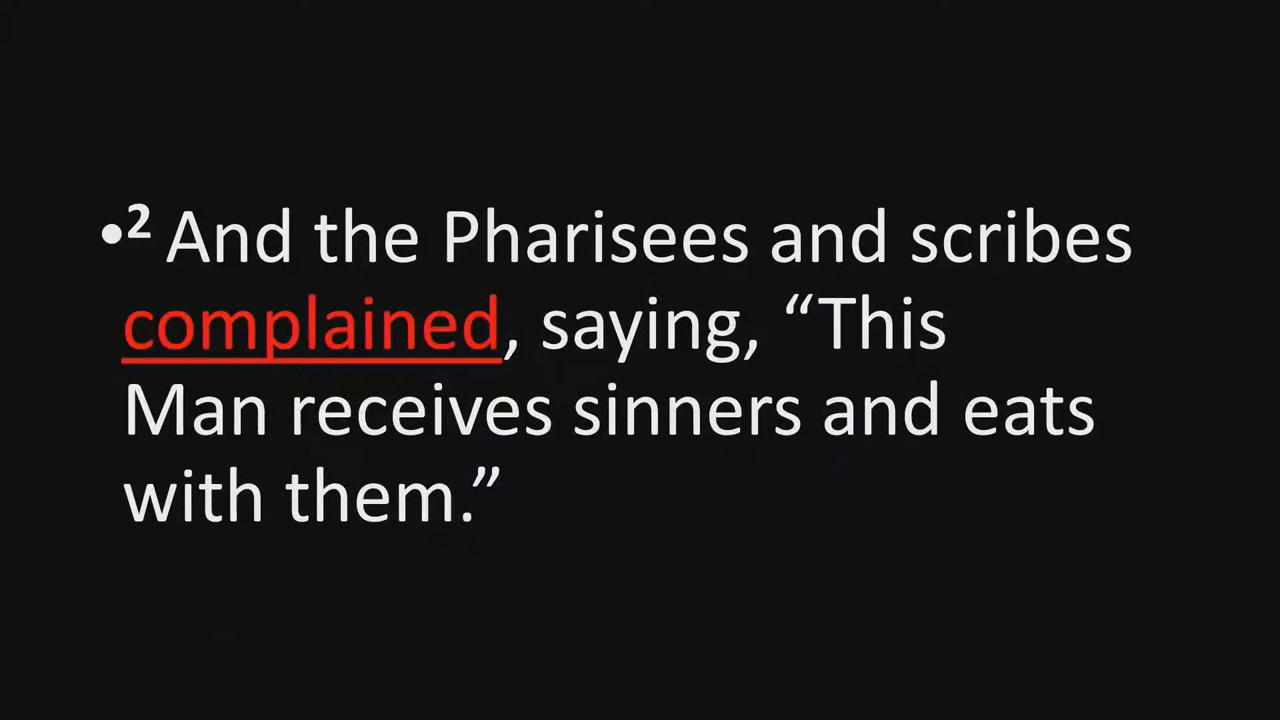 •² And the Pharisees and scribes
complained, saying, “This
Man receives sinners and eats
with them.”